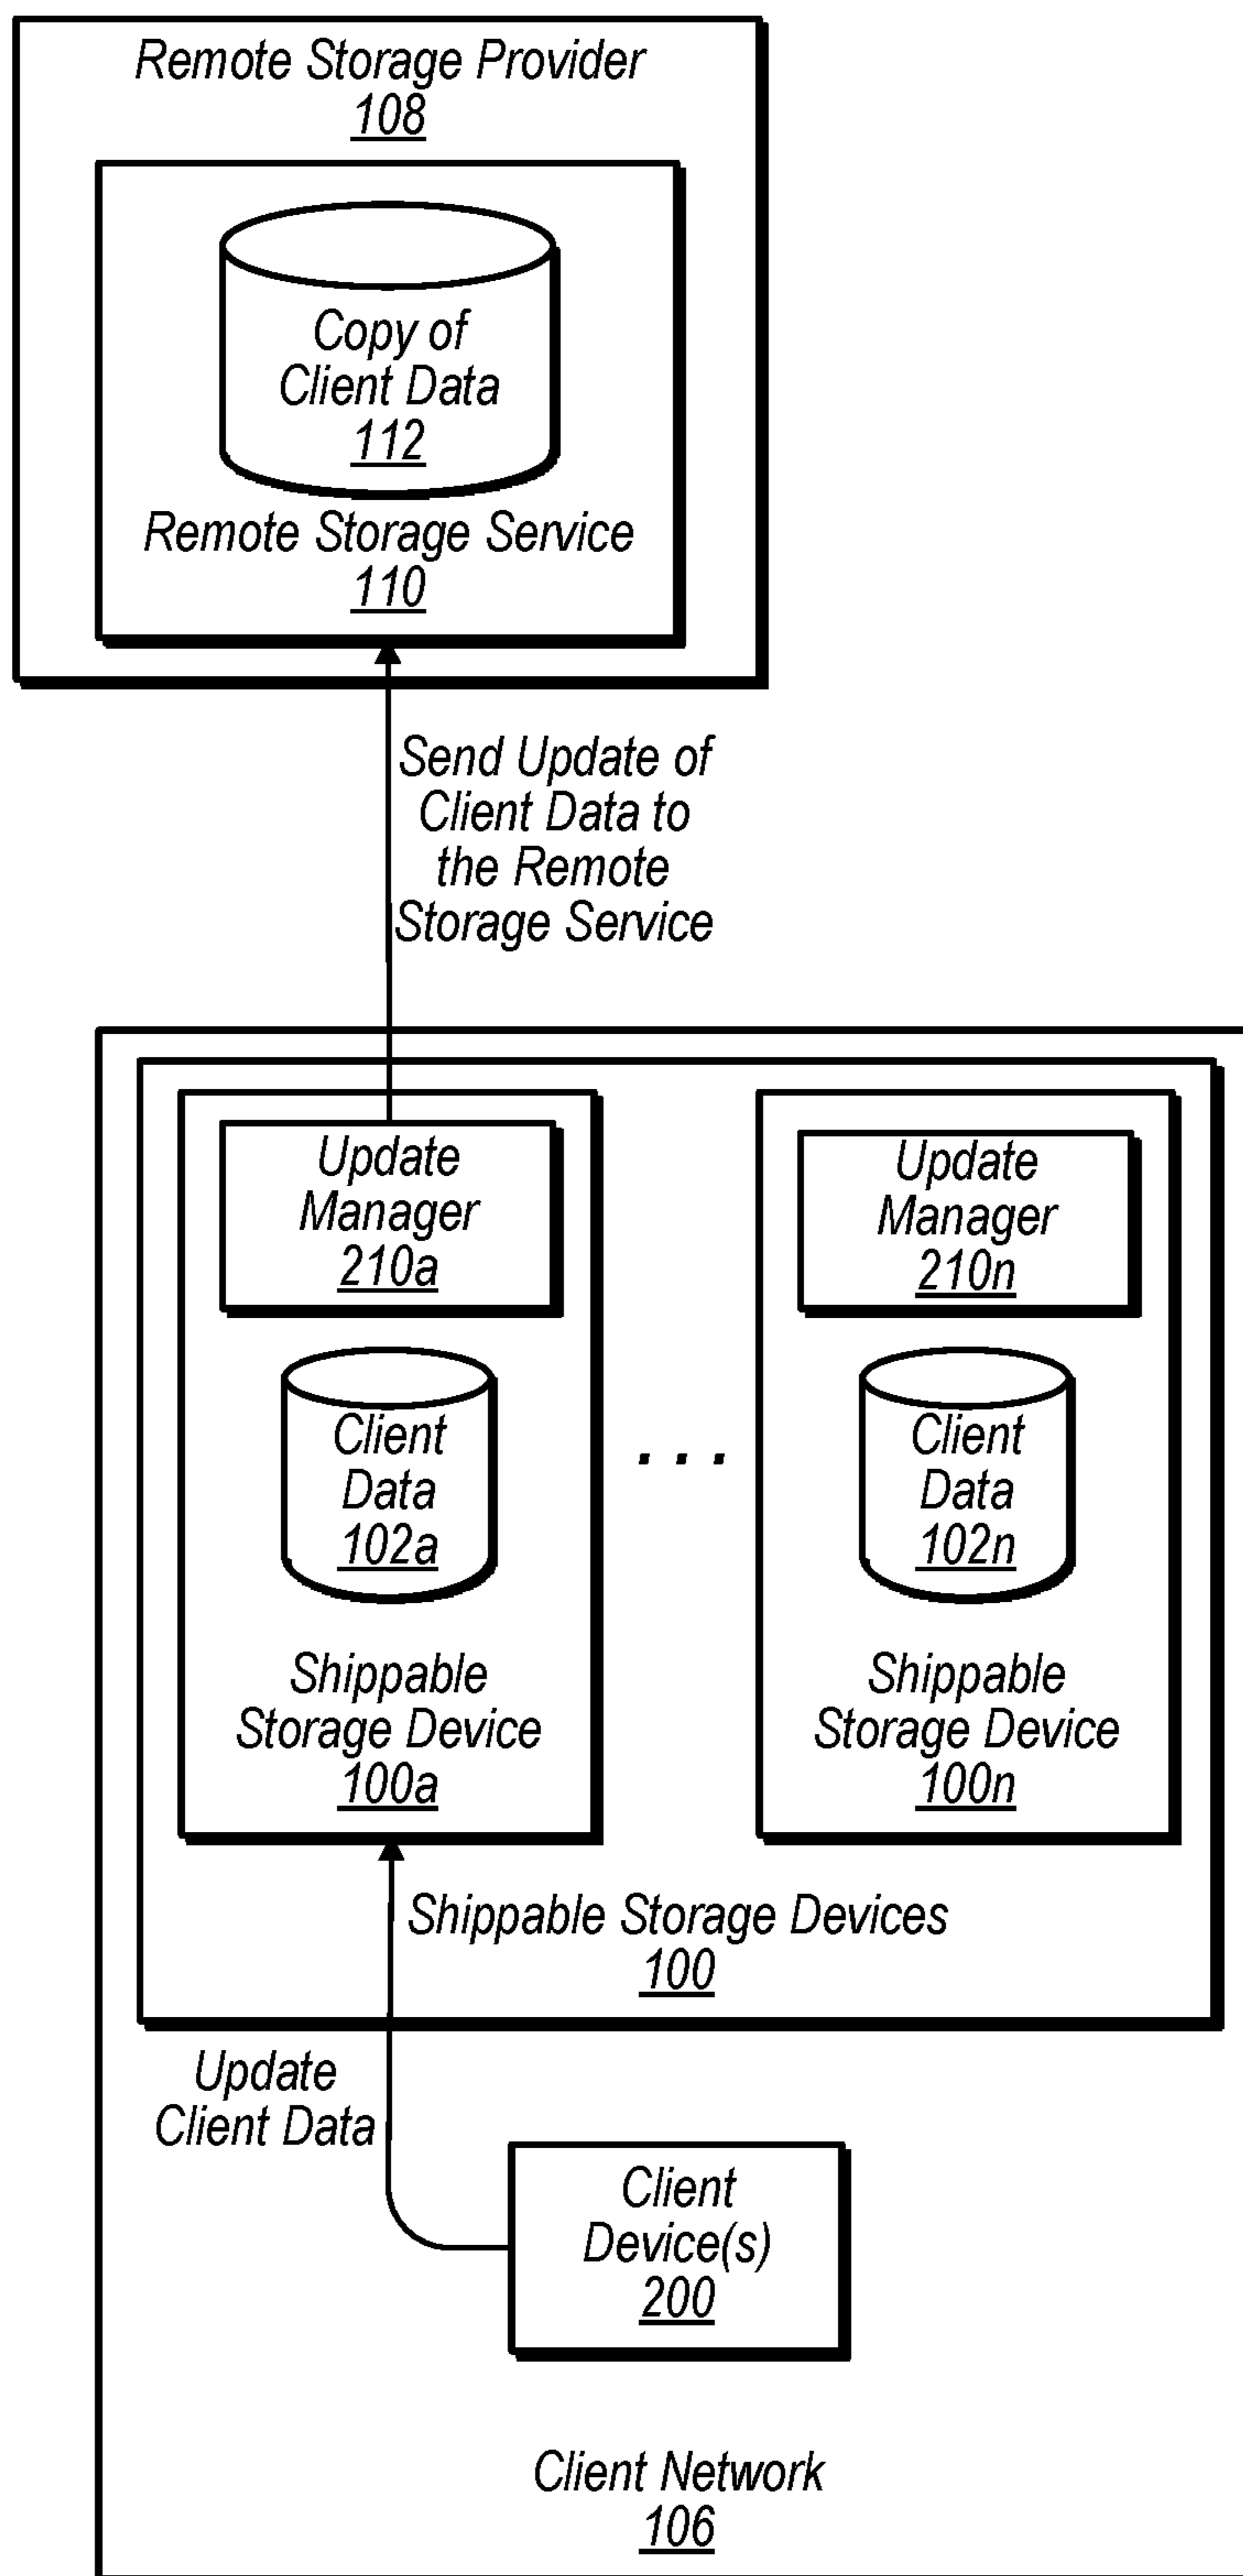 Remote Storage Provider
108
Copy of
Client Data
112
Remote Storage Service
110
Send Update of
Client Data to
the Remote
Storage Service
Update
Manager
210a
Client
Data
102a
Shippable
Storage Device
100a
. . .
Update
Manager
210n
Client
Data
102n
Shippable
Storage Device
100n
Shippable Storage Devices
100
Update
Client Data
Client
Device(s)
200
Client Network
106